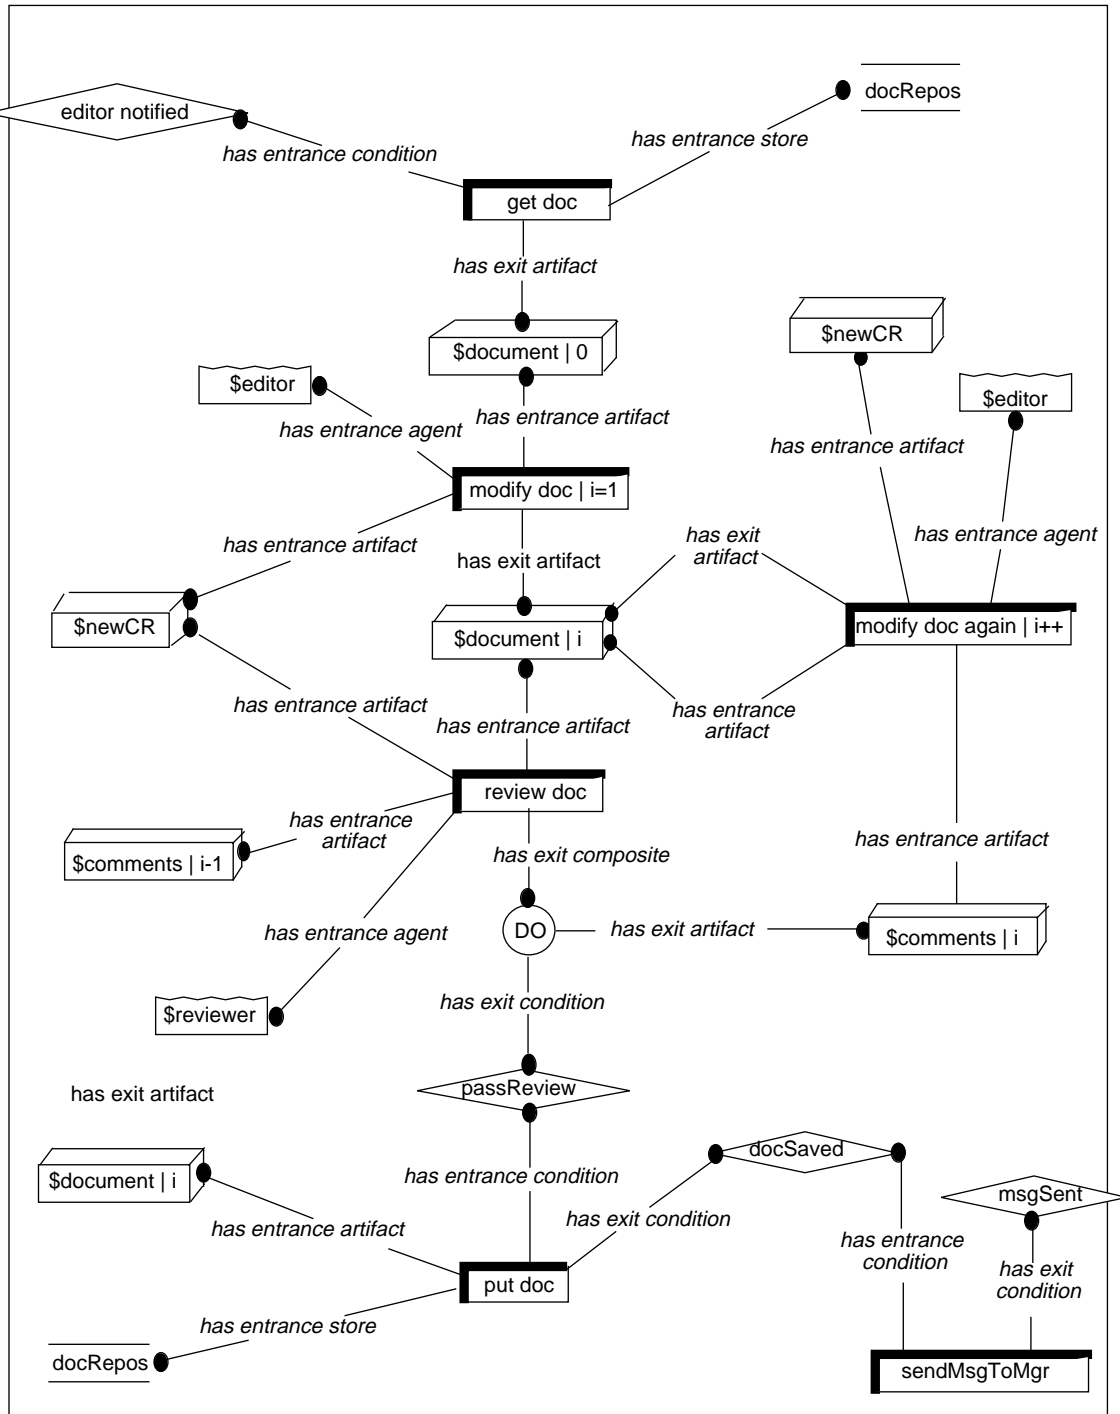 editor notified
docRepos
has entrance condition
has entrance store
get doc
has exit artifact
$newCR
$document | 0
$editor
$editor
has entrance artifact
has entrance agent
has entrance artifact
modify doc | i=1
has entrance artifact
has exit artifact
has exit
artifact
has entrance agent
$newCR
$document | i
modify doc again | i++
has entrance artifact
has entrance artifact
has entrance
artifact
review doc
has entrance
artifact
$comments | i-1
has exit composite
has entrance artifact
has entrance agent
DO
has exit artifact
$comments | i
has exit condition
$reviewer
passReview
has exit artifact
docSaved
$document | i
has entrance condition
msgSent
has entrance artifact
has exit condition
has entrance
condition
has exit
condition
put doc
has entrance store
docRepos
sendMsgToMgr